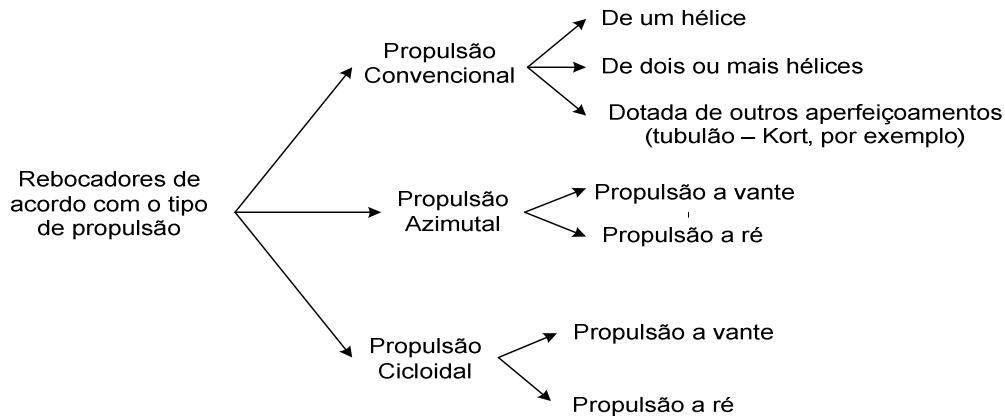 Rebocadores de
acordo com o tipo
de propulsão
Propulsão
Convencional
De um hélice
De dois ou mais hélices
Dotada de outros aperfeiçoamentos
(tubulão – Kort, por exemplo)
Propulsão
Azimutal
Propulsão a vante
Propulsão a ré
Propulsão
Cicloidal
Propulsão a vante
Propulsão a ré